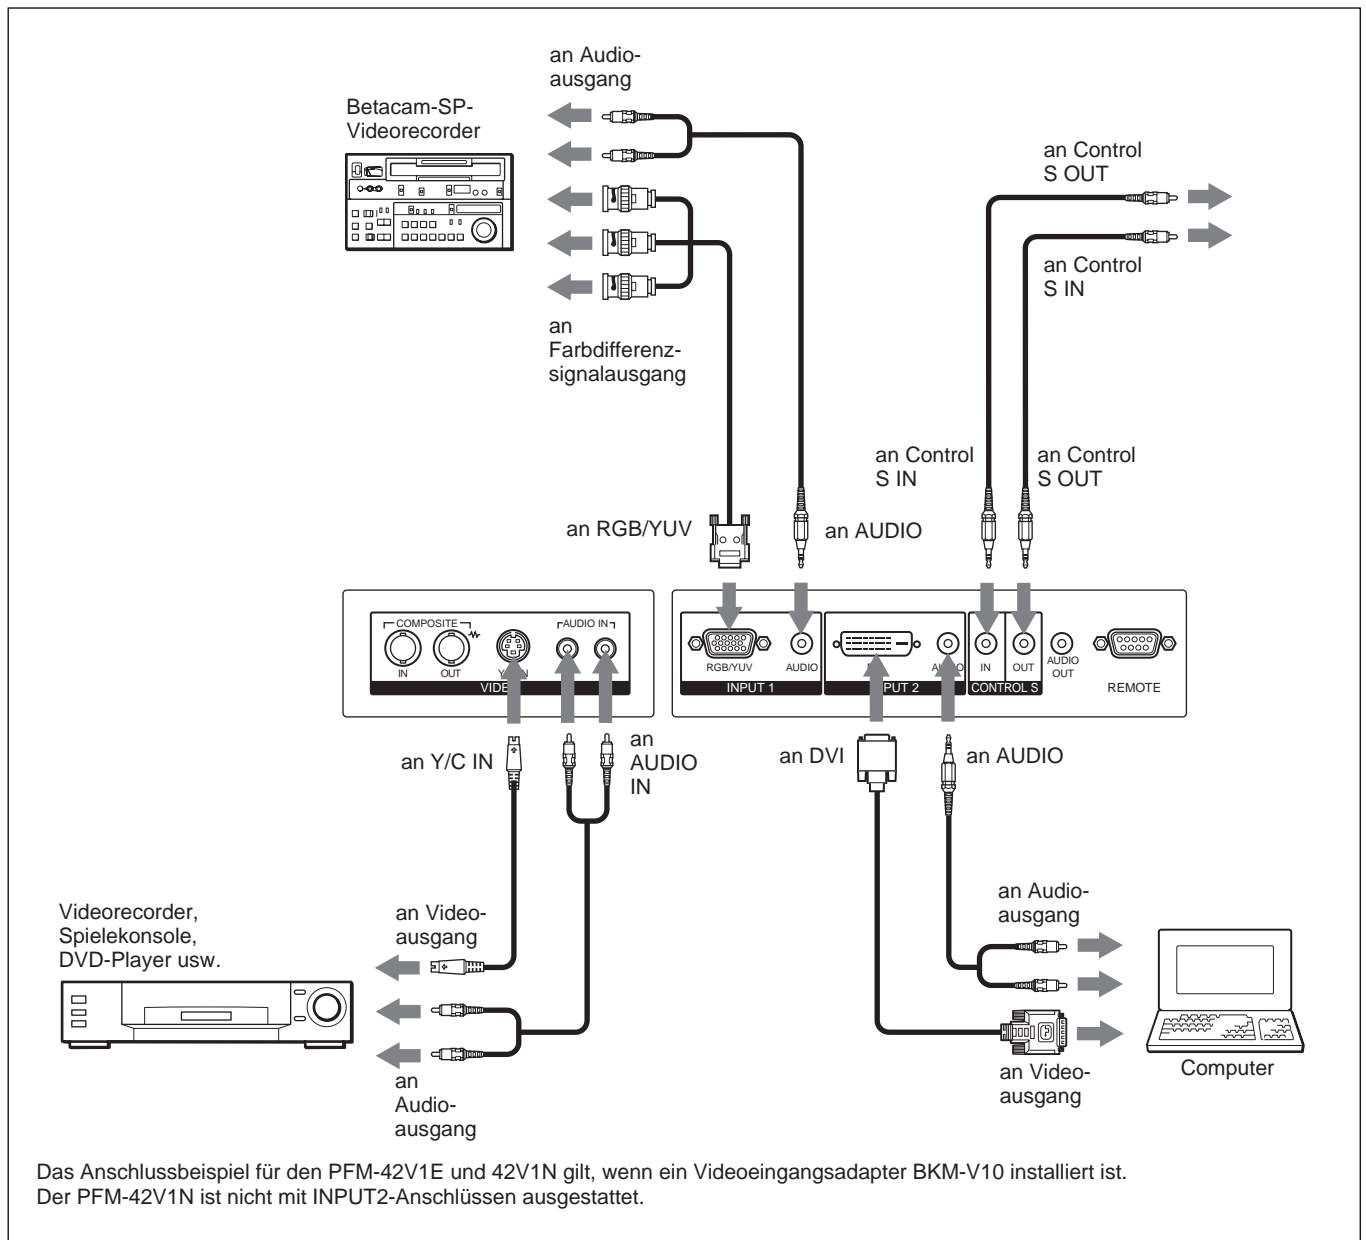 an Audio-
ausgang
Betacam-SP-
Videorecorder
an Control
S OUT
an Control
S IN
an
Farbdifferenz-
signalausgang
an Control
S IN
an Control
S OUT
an RGB/YUV
an AUDIO
COMPOSITE
AUDIO IN
IN
OUT
RGB/YUV
AUDIO
IN
OUT
AUDIO
OUT
INPUT 1
CONTROL S
REMOTE
an Y/C IN
an
AUDIO
IN
an DVI
an AUDIO
Videorecorder,
Spielekonsole,
DVD-Player usw.
an Video-
ausgang
an Audio-
ausgang
an
Audio-
ausgang
an Video-
ausgang
Computer
Das Anschlussbeispiel für den PFM-42V1E und 42V1N gilt, wenn ein Videoeingangsadapter BKM-V10 installiert ist.
Der PFM-42V1N ist nicht mit INPUT2-Anschlüssen ausgestattet.